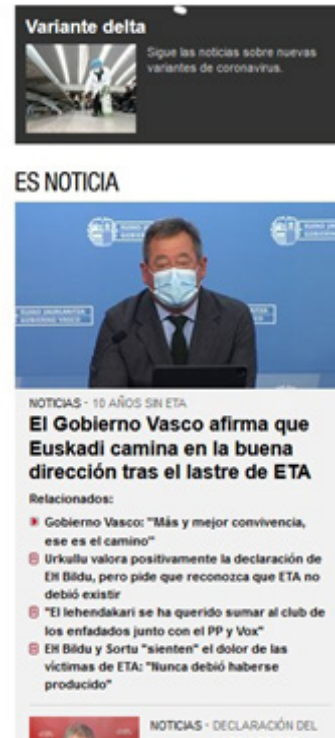 Variante delta
Sigue las noticias sobre nuevas
variantes de coronavirus.
ES NOTICIA
NOTICIAS - 10 AÑOS SIN ETA
El Gobierno Vasco afirma que
Euskadi camina en la buena
dirección tras el lastre de ETA
Relacionados:
Gobierno Vasco: "Más y mejor convivencia,
ese es el camino"
Urkullu valora positivamente la declaración de
EH Bildu, pero pide que reconozca que ETA no
debió existir
"El lehendakari se ha querido sumar al club de
los enfadados junto con el PP y Vox"
EH Bildu y Sortu "sienten" el dolor de las
víctimas de ETA: "Nunca debió haberse
producido"
NOTICIAS - DECLARACIÓN DEL